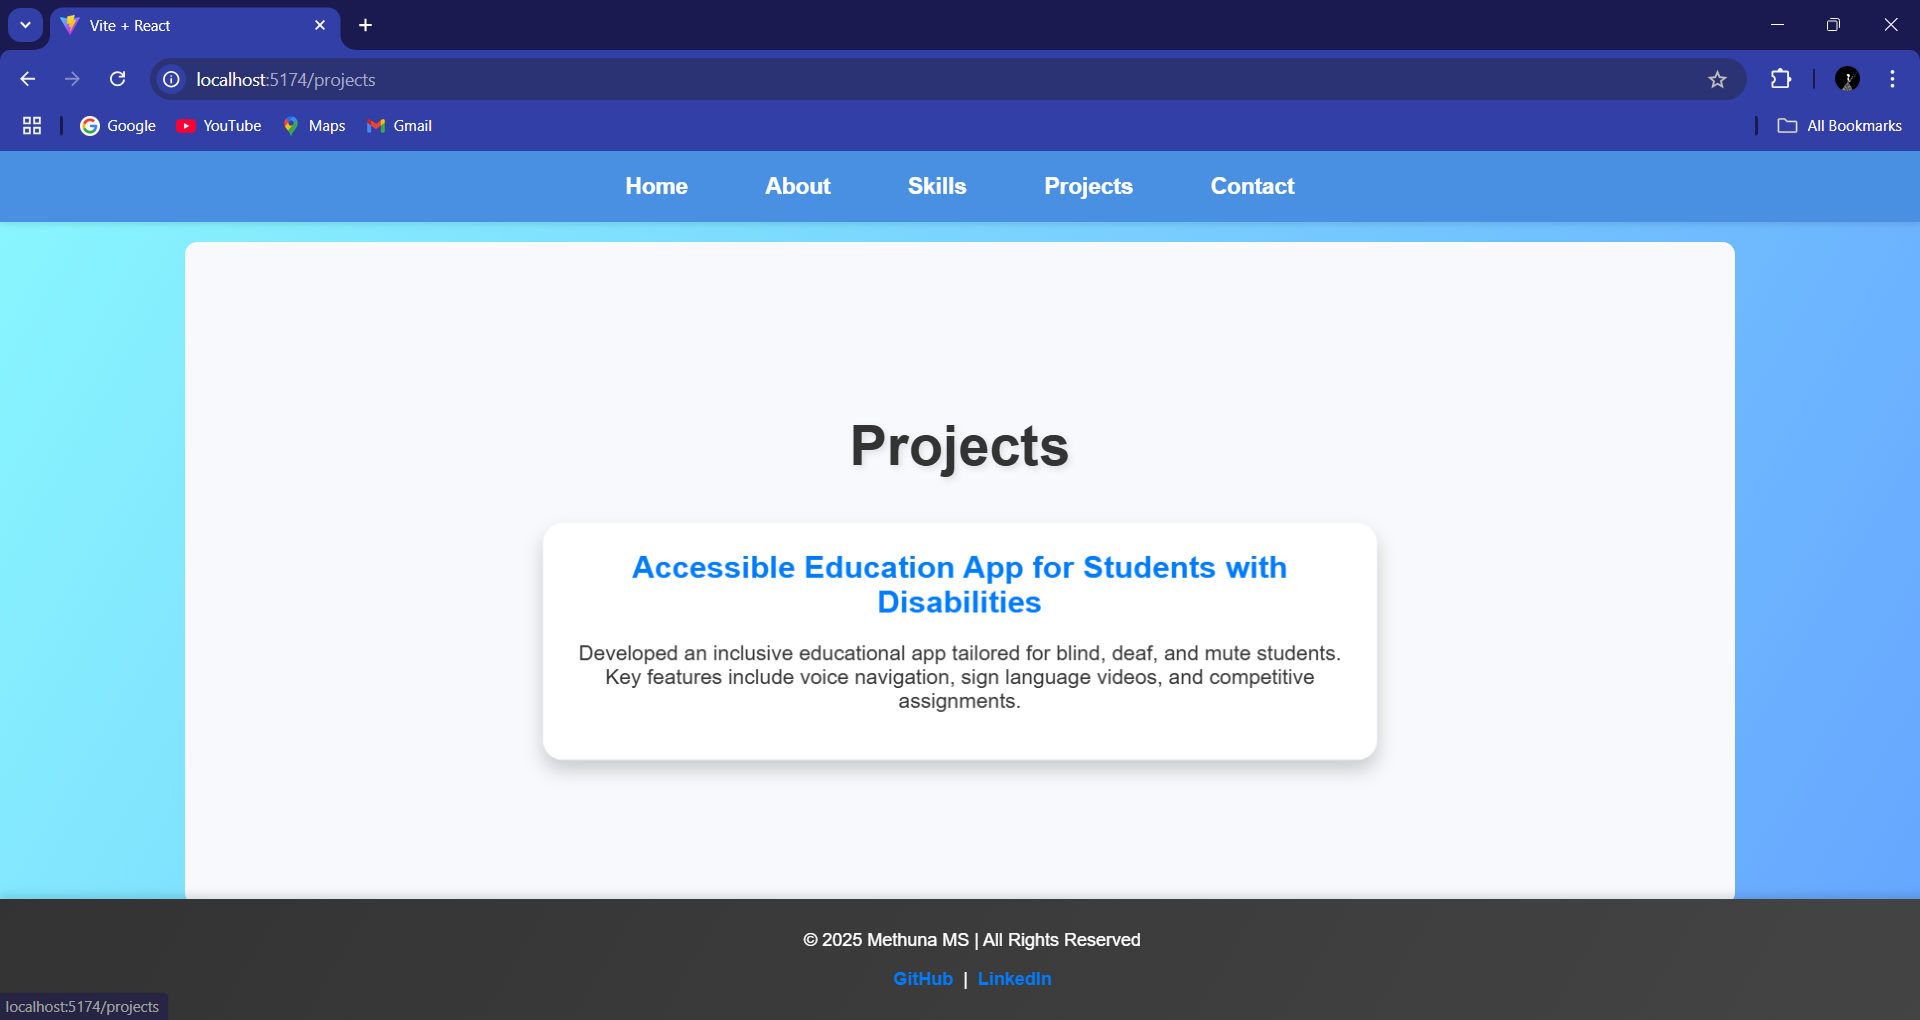 Vite + React
localhost:5174/projects
Google YouTube Maps Gmail All Bookmarks
Home About Skills Projects Contact
Projects
Accessible Education App for Students with
Disabilities
Developed an inclusive educational app tailored for blind, deaf, and mute students.
Key features include voice navigation, sign language videos, and competitive
assignments.
© 2025 Methuna MS | All Rights Reserved
GitHub | LinkedIn
localhost:5174/projects